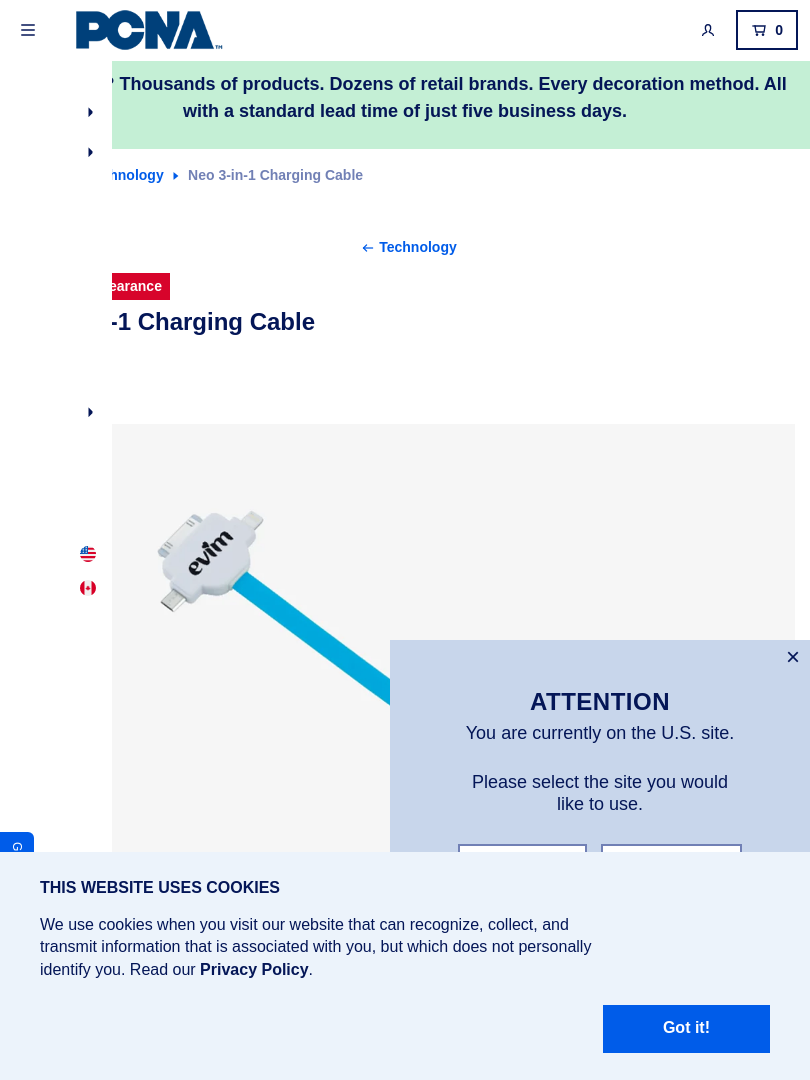 PCNA™
0
Thousands of products. Dozens of retail brands. Every decoration method. All
with a standard lead time of just five business days.
hnology Neo 3-in-1 Charging Cable
← Technology
earance
-1 Charging Cable
evim
×
ATTENTION
You are currently on the U.S. site.
Please select the site you would
like to use.
G
THIS WEBSITE USES COOKIES
We use cookies when you visit our website that can recognize, collect, and
transmit information that is associated with you, but which does not personally
identify you. Read our Privacy Policy.
Got it!